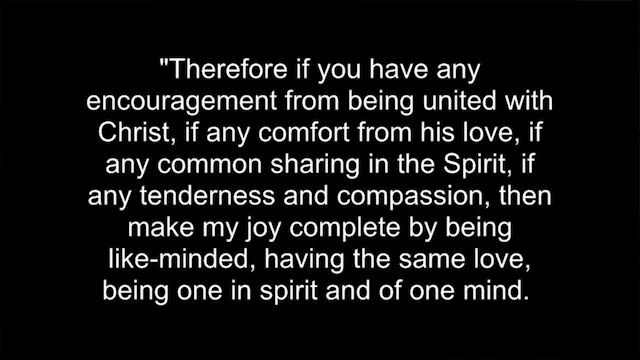 "Therefore if you have any
encouragement from being united with
Christ, if any comfort from his love, if
any common sharing in the Spirit, if
any tenderness and compassion, then
make my joy complete by being
like-minded, having the same love,
being one in spirit and of one mind.